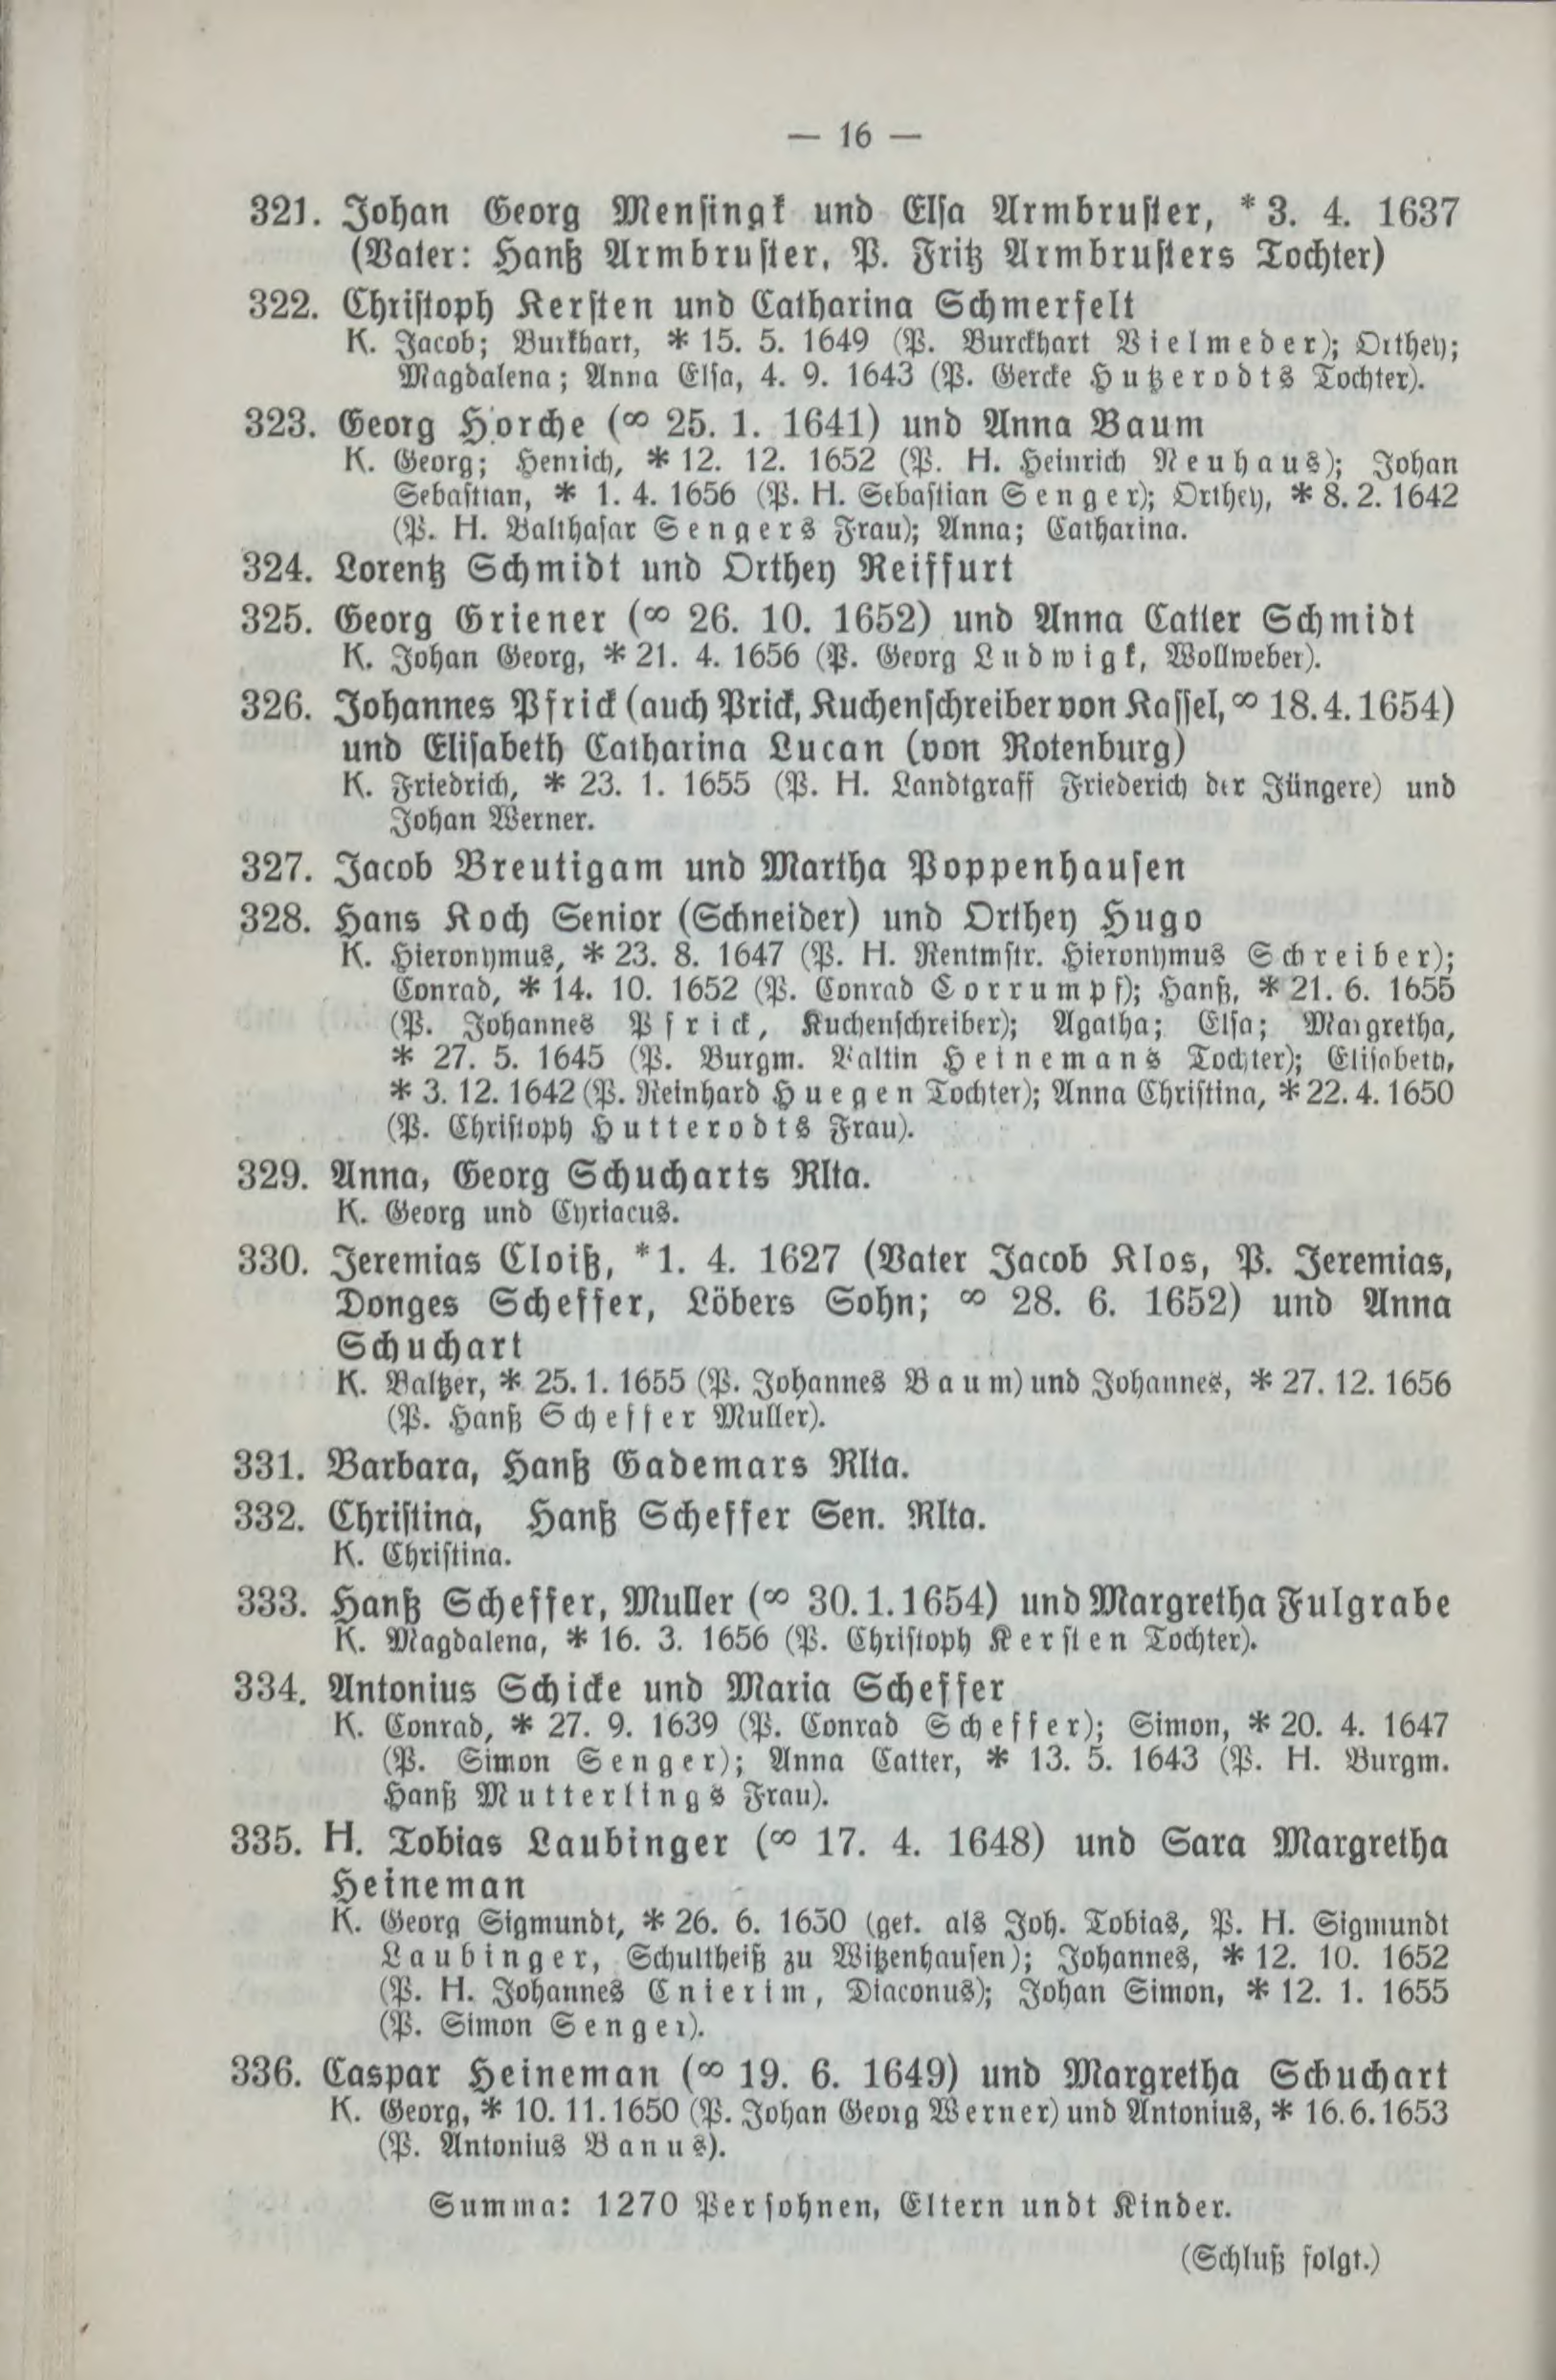 — 16 —
321. Johan Georg Mensingk und Elsa Armbruster, * 3. 4. 1637
(Vater: Hanß Armbruster, P. Fritz Armbrusters Tochter)
322. Christoph Kersten und Catharina Schmerfelt
K. Jacob; Burkhart, * 15. 5. 1649 (P. Burckhart Vielmeder); Orthey;
Magdalena; Anna Elsa, 4. 9. 1643 (P. Gercke Hutzerodts Tochter).
323. Georg Horche (∞ 25. 1. 1641) und Anna Baum
K. Georg; Henrich, * 12. 12. 1652 (P. H. Heinrich Neuhaus); Johan
Sebastian, * 1. 4. 1656 (P. H. Sebastian Senger); Orthey, * 8. 2. 1642
(P. H. Balthasar Sengers Frau); Anna; Catharina.
324. Lorentz Schmidt und Orthey Reiffurt
325. Georg Griener (∞ 26. 10. 1652) und Anna Catter Schmidt
K. Johan Georg, * 21. 4. 1656 (P. Georg Ludwigk, Wollweber).
326. Johannes Pfrick (auch Prick, Kuchenschreiber von Kassel, ∞ 18. 4. 1654)
und Elisabeth Catharina Lucan (von Rotenburg)
K. Friedrich, * 23. 1. 1655 (P. H. Landtgraff Friederich der Jüngere) und
Johan Werner.
327. Jacob Breutigam und Martha Poppenhausen
328. Hans Koch Senior (Schneider) und Orthey Hugo
K. Hieronymus, * 23. 8. 1647 (P. H. Rentmstr. Hieronymus Schreiber);
Conrad, * 14. 10. 1652 (P. Conrad Corrumpf); Hanß, * 21. 6. 1655
(P. Johannes Pfrick, Kuchenschreiber); Agatha; Elsa; Margretha,
* 27. 5. 1645 (P. Burgm. Valtin Heinemans Tochter); Elisabeth,
* 3. 12. 1642 (P. Reinhard Huegen Tochter); Anna Christina, * 22. 4. 1650
(P. Christoph Hutterodts Frau).
329. Anna, Georg Schucharts Rlta.
K. Georg und Cyriacus.
330. Jeremias Cloiß, * 1. 4. 1627 (Vater Jacob Klos, P. Jeremias,
Donges Scheffer, Löbers Sohn; ∞ 28. 6. 1652) und Anna
Schuchart
K. Baltzer, * 25. 1. 1655 (P. Johannes Baum) und Johannes, * 27. 12. 1656
(P. Hanß Scheffer Muller).
331. Barbara, Hanß Gademars Rlta.
332. Christina, Hanß Scheffer Sen. Rlta.
K. Christina.
333. Hanß Scheffer, Muller (∞ 30. 1. 1654) und Margretha Fulgrabe
K. Magdalena, * 16. 3. 1656 (P. Christoph Kersten Tochter).
334. Antonius Schicke und Maria Scheffer
K. Conrad, * 27. 9. 1639 (P. Conrad Scheffer); Simon, * 20. 4. 1647
(P. Simon Senger); Anna Catter, * 13. 5. 1643 (P. H. Burgm.
Hanß Mutterlings Frau).
335. H. Tobias Laubinger (∞ 17. 4. 1648) und Sara Margretha
Heineman
K. Georg Sigmundt, * 26. 6. 1650 (get. als Joh. Tobias, P. H. Sigmundt
Laubinger, Schultheiß zu Witzenhausen); Johannes, * 12. 10. 1652
(P. H. Johannes Enierim, Diaconus); Johan Simon, * 12. 1. 1655
(P. Simon Senger).
336. Caspar Heineman (∞ 19. 6. 1649) und Margretha Schuchart
K. Georg, * 10. 11. 1650 (P. Johan Georg Werner) und Antonius, * 16. 6. 1653
(P. Antonius Banus).
Summa: 1270 Persohnen, Eltern undt Kinder.
(Schluß folgt.)